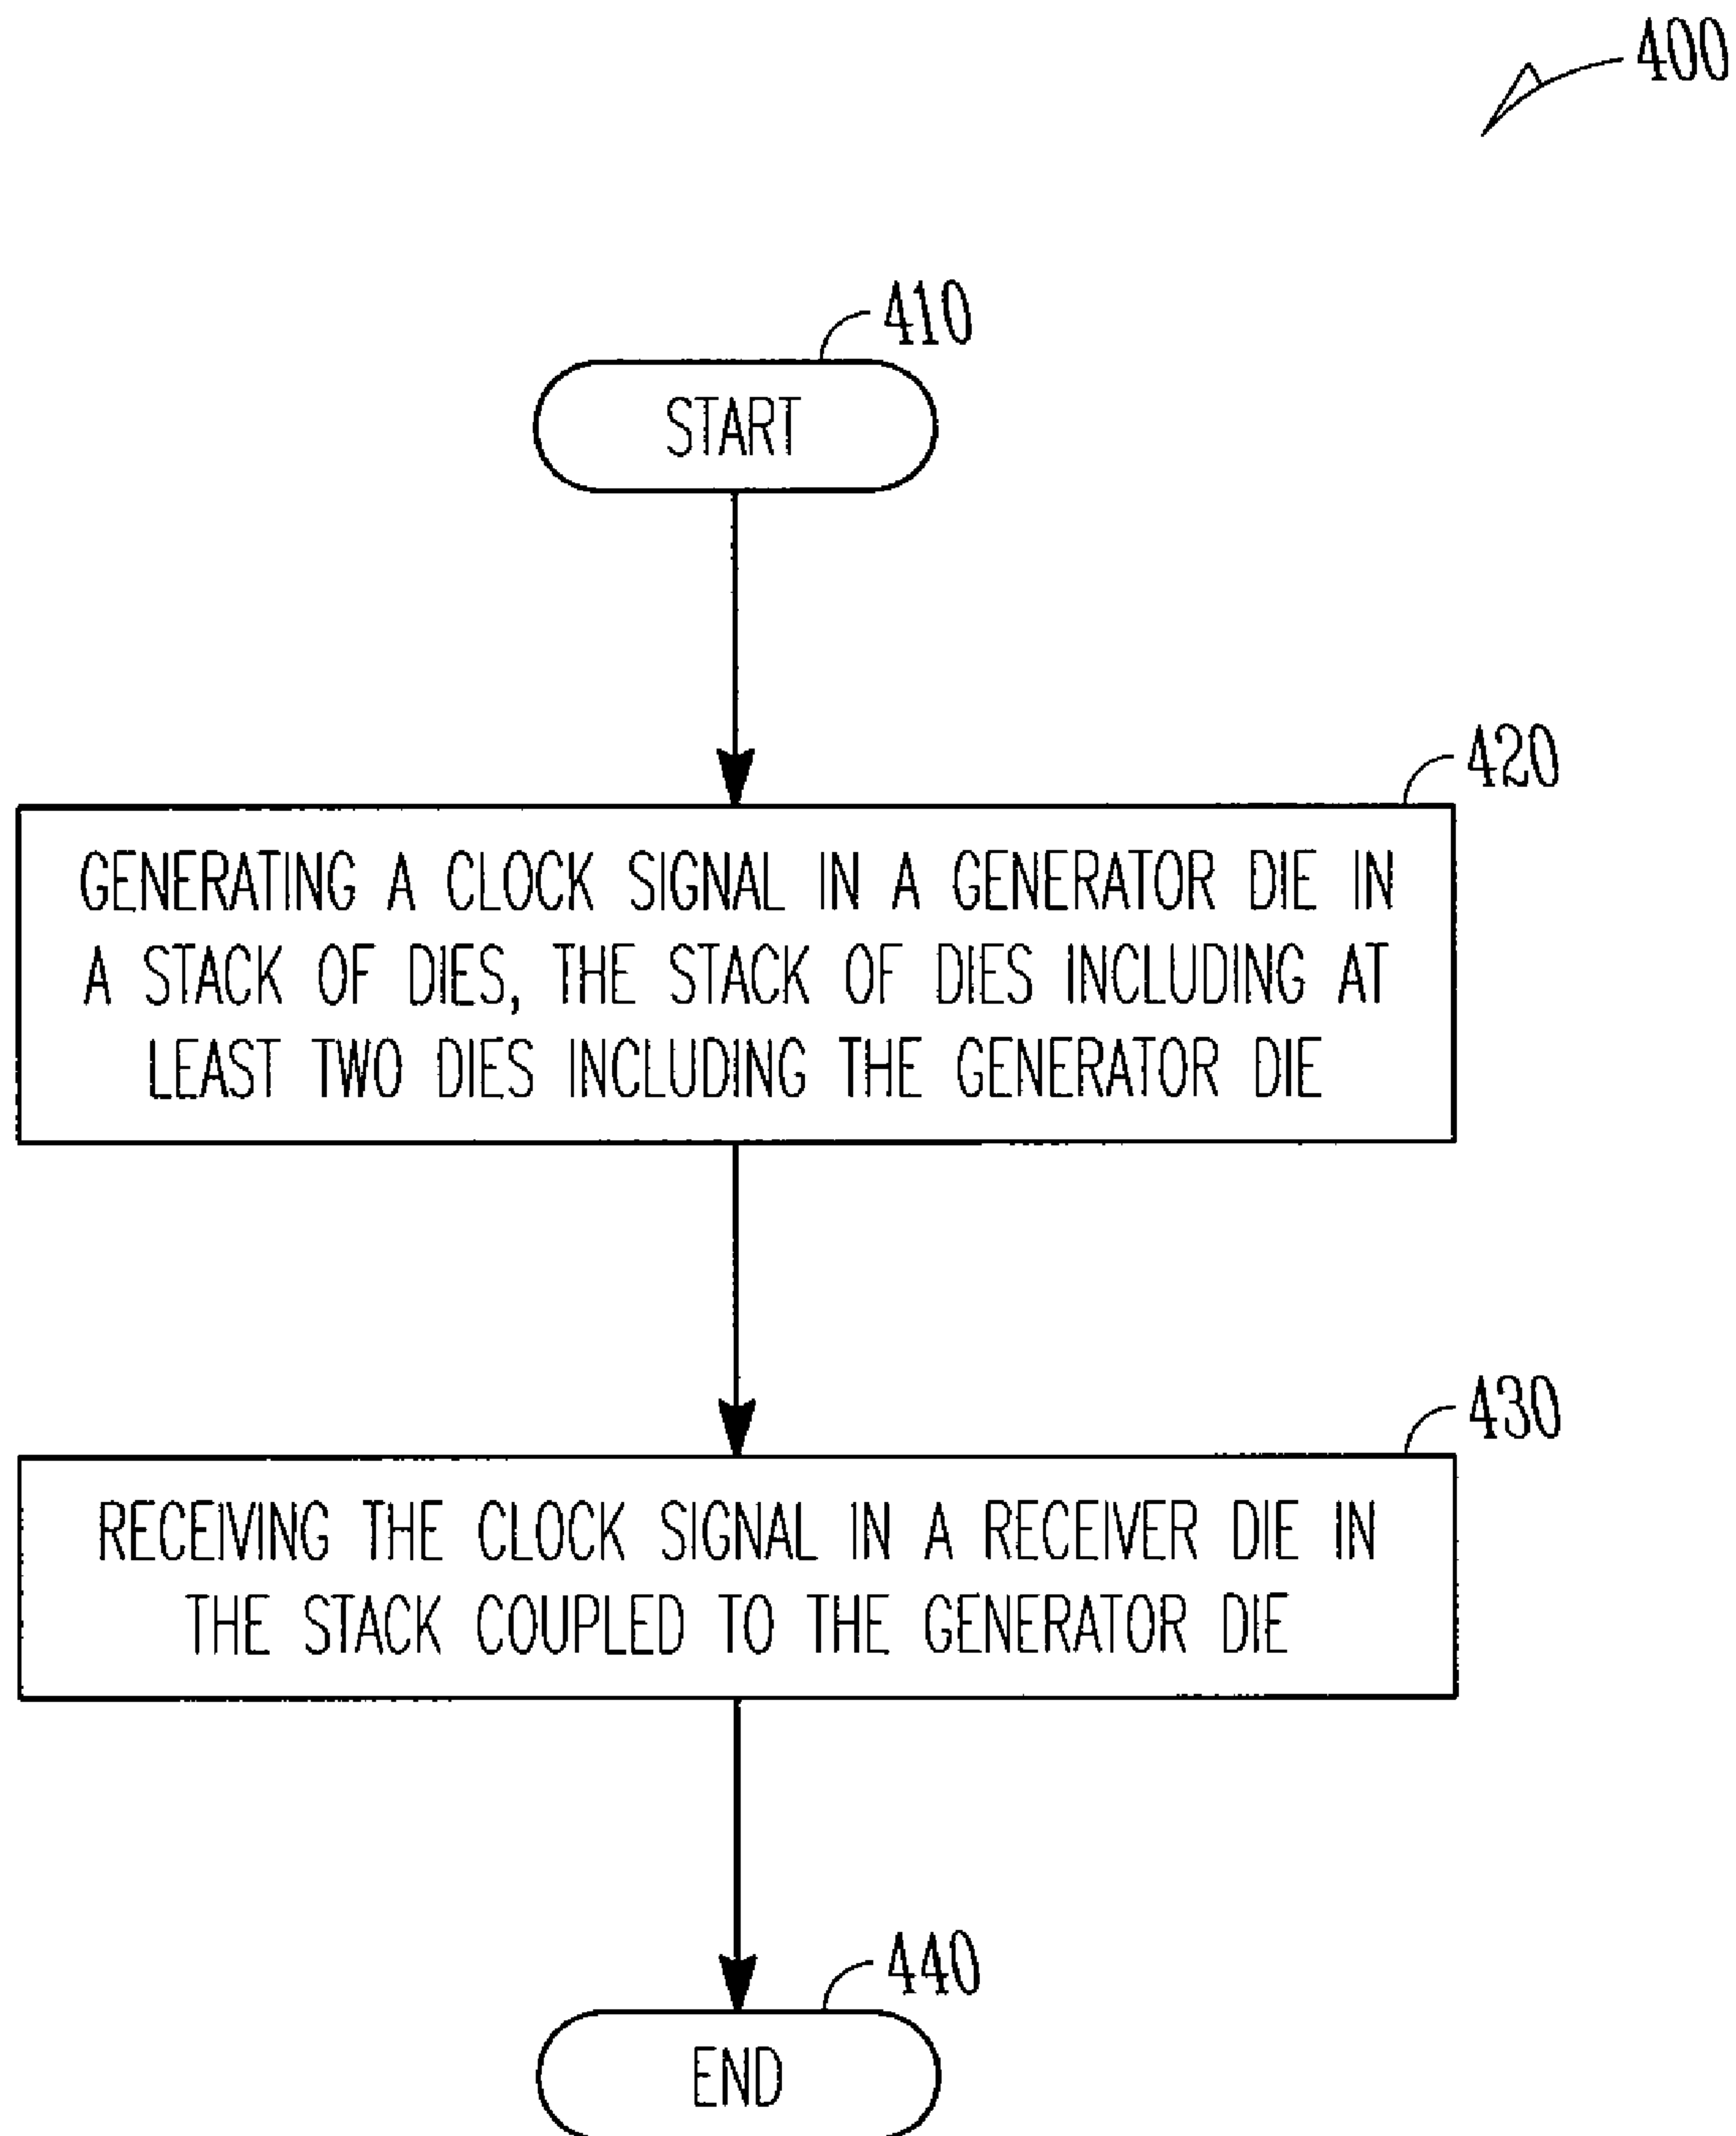 400
410
START
420
GENERATING A CLOCK SIGNAL IN A GENERATOR DIE IN
A STACK OF DIES, THE STACK OF DIES INCLUDING AT
LEAST TWO DIES INCLUDING THE GENERATOR DIE
430
RECEIVING THE CLOCK SIGNAL IN A RECEIVER DIE IN
THE STACK COUPLED TO THE GENERATOR DIE
440
END